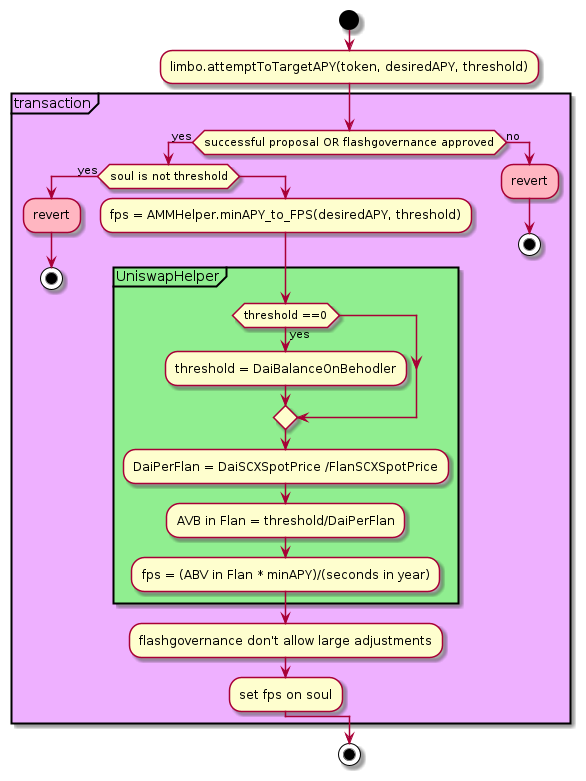 limbo.attemptToTargetAPY(token, desiredAPY, threshold)
transaction
yes
successful proposal OR flashgovernance approved
no
yes
soul is not threshold
revert
revert
fps = AMMHelper.minAPY_to_FPS(desiredAPY, threshold)
UniswapHelper
threshold ==0
yes
threshold = DaiBalanceOnBehodler
DaiPerFlan = DaiSCXSpotPrice /FlanSCXSpotPrice
AVB in Flan = threshold/DaiPerFlan
fps = (ABV in Flan * minAPY)/(seconds in year)
flashgovernance don't allow large adjustments
set fps on soul